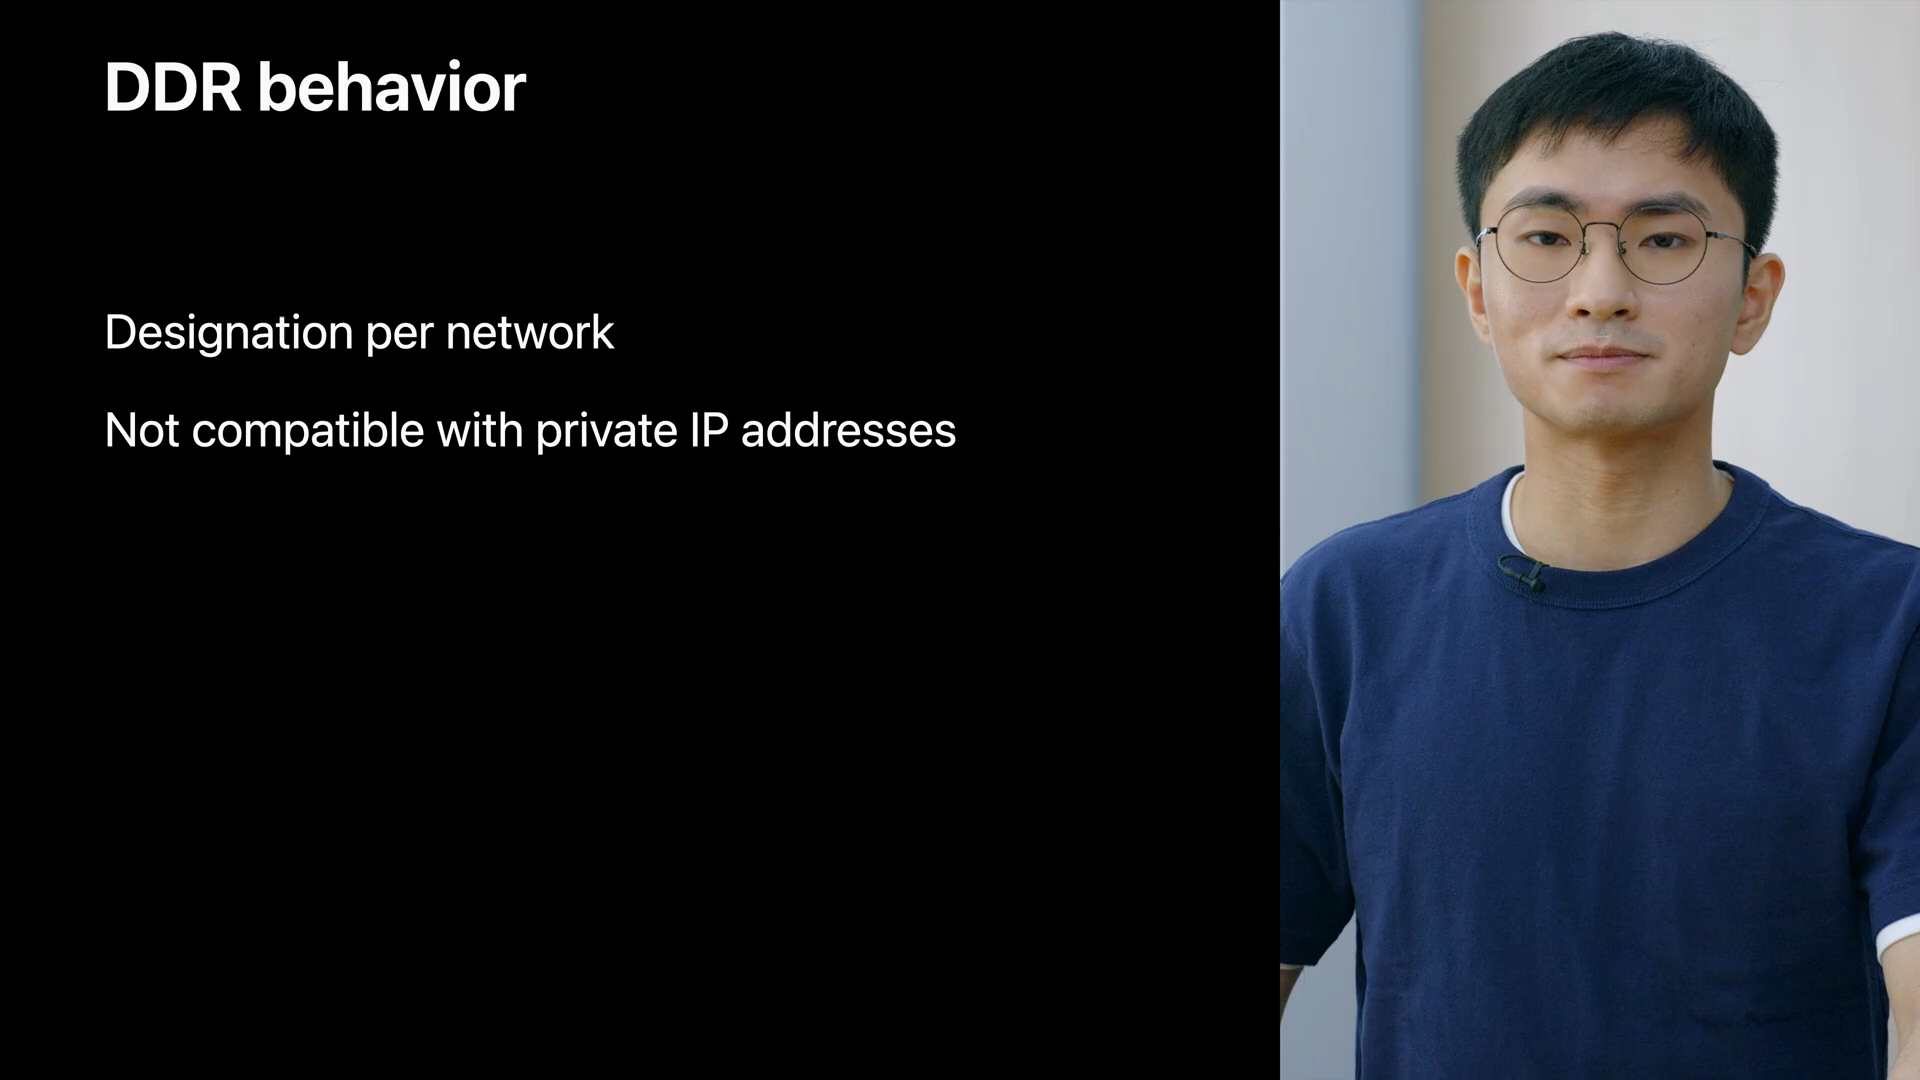 DDR behavior
Designation per network
Not compatible with private IP addresses